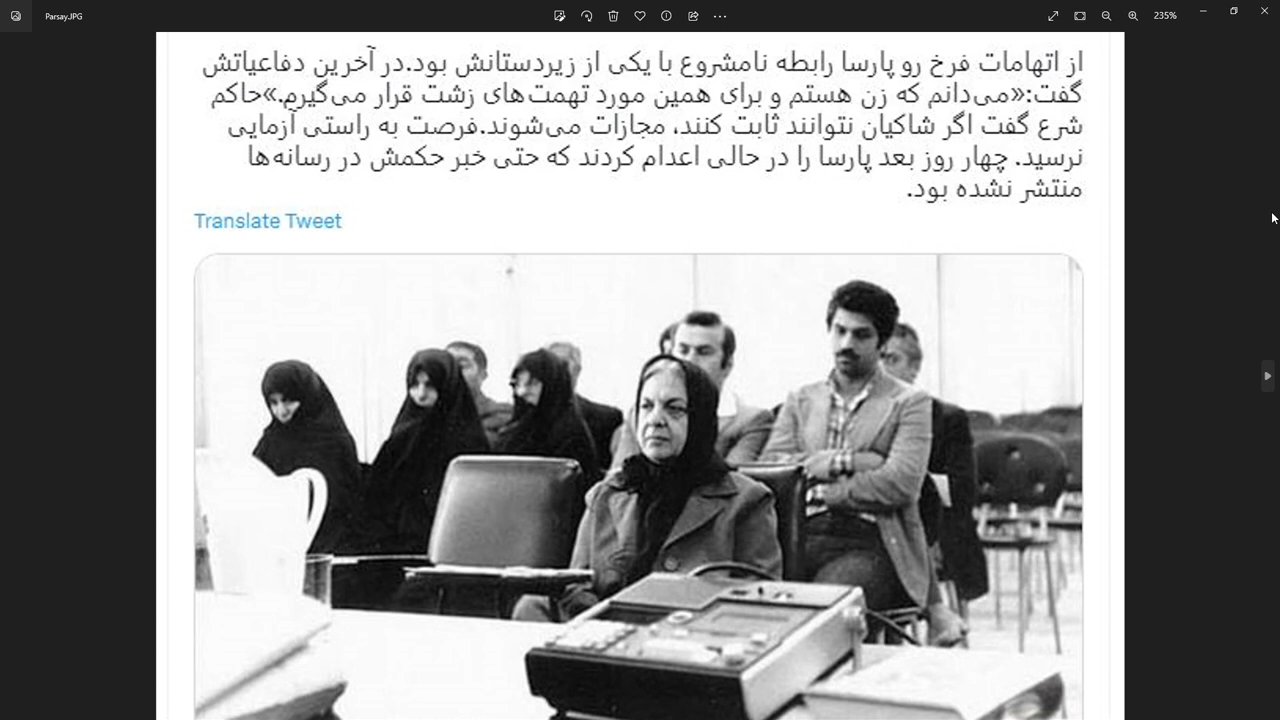 Parsay.JPG
235%
از اتهامات فرخ رو پارسا رابطه نامشروع با یکی از زیردستانش بود.در آخرین دفاعیاتش
گفت:«می‌دانم که زن هستم و برای همین مورد تهمت‌های زشت قرار می‌گیرم.»حاکم
شرع گفت اگر شاکیان نتوانند ثابت کنند، مجازات می‌شوند.فرصت به راستی آزمایی
نرسید. چهار روز بعد پارسا را در حالی اعدام کردند که حتی خبر حکمش در رسانه‌ها
منتشر نشده بود.
Translate Tweet